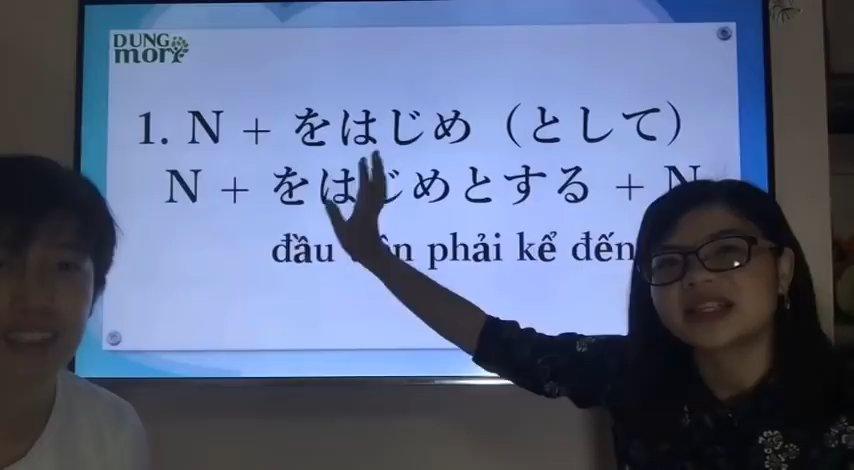 DUNG
mori
1. N + をはじめ（として）
N + をはじめとする + N
đầu phải kể đến